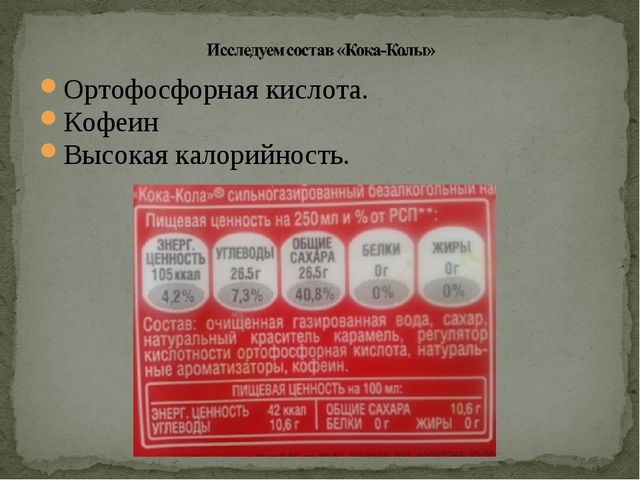 Исследуем состав «Кока-Колы»
Ортофосфорная кислота.
Кофеин
Высокая калорийность.
«Кока-Кола»® сильногазированный безалкогольный
Пищевая ценность на 250 мл и % от РСП**:
ЭНЕРГ. ЦЕННОСТЬ 105 ккал 4,2%
УГЛЕВОДЫ 26,5 г 7,3%
ОБЩИЕ САХАРА 26,5 г 40,8%
БЕЛКИ 0 г 0%
ЖИРЫ 0 г 0%
Состав: очищенная газированная вода, сахар,
натуральный краситель карамель, регулятор
кислотности ортофосфорная кислота, натураль-
ные ароматизаторы, кофеин.
ПИЩЕВАЯ ЦЕННОСТЬ на 100 мл:
ЭНЕРГ. ЦЕННОСТЬ 42 ккал ОБЩИЕ САХАРА 10,6 г
УГЛЕВОДЫ 10,6 г БЕЛКИ 0 г ЖИРЫ 0 г